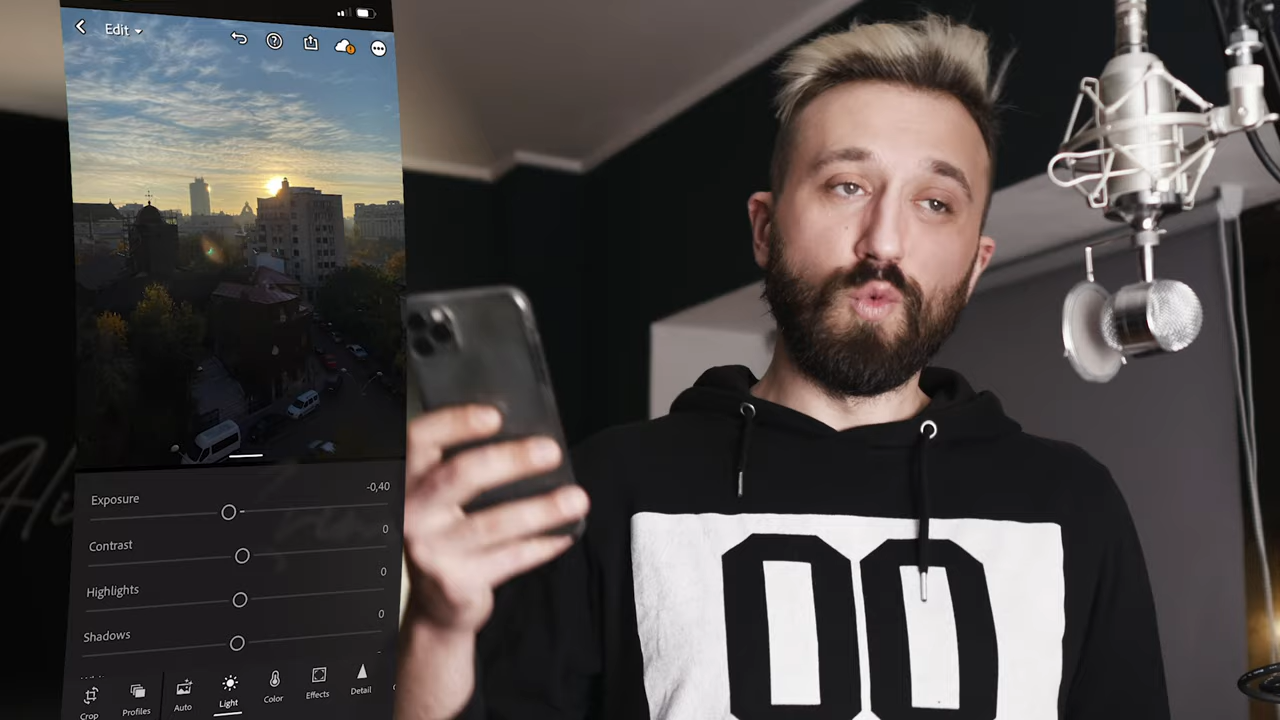 Edit
Exposure
-0,40
Contrast
0
Highlights
0
Shadows
0
Crop
Profiles
Auto
Light
Color
Effects
Detail
00